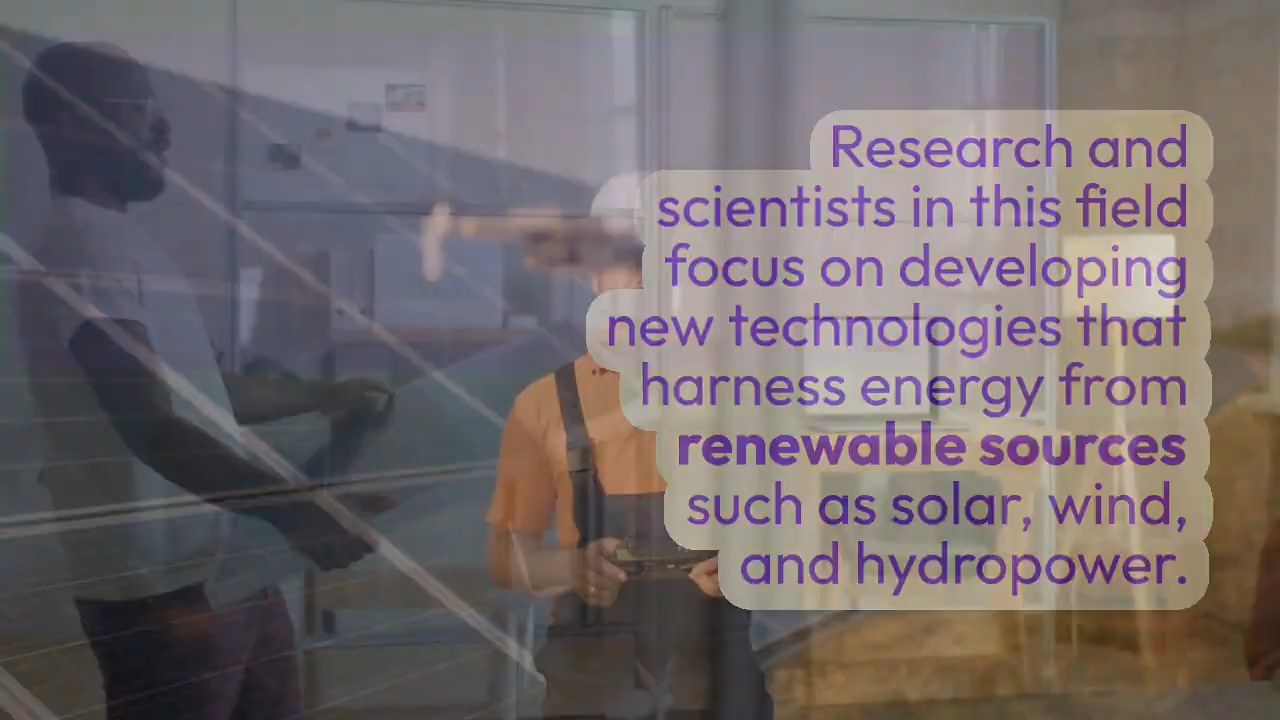 Research and
scientists in this field
focus on developing
new technologies that
harness energy from
renewable sources
such as solar, wind,
and hydropower.